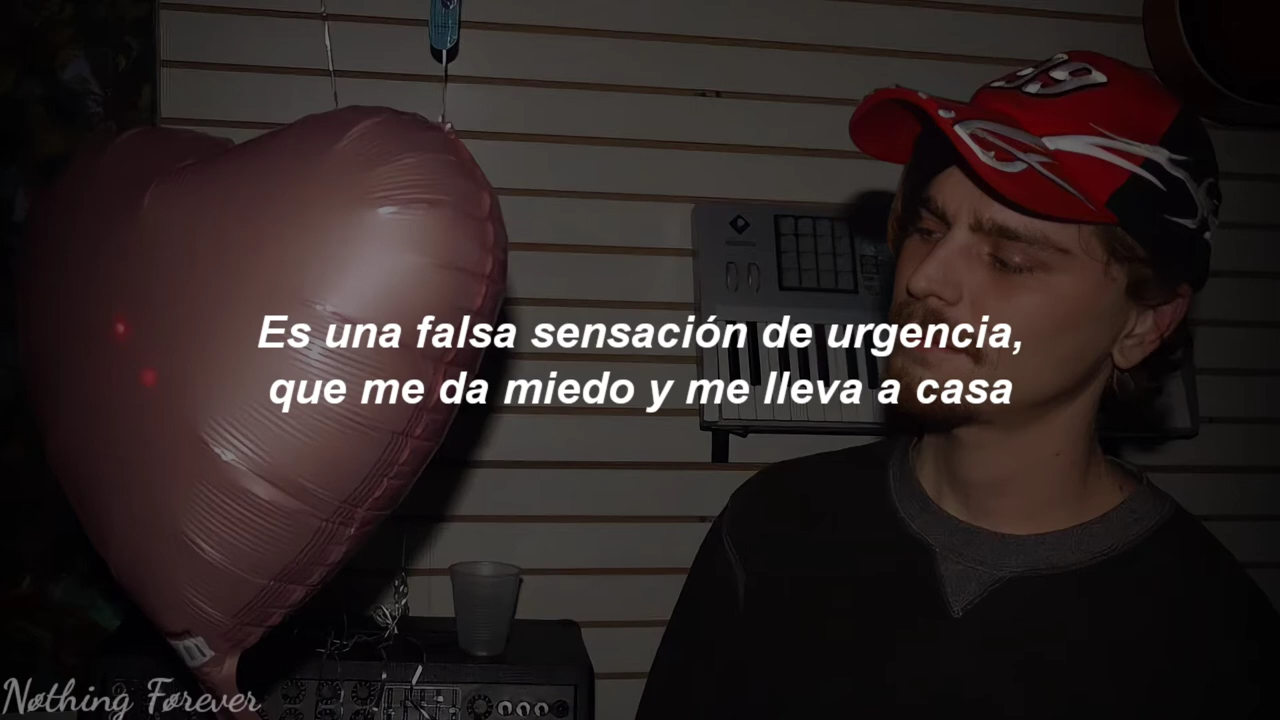 Es una falsa sensación de urgencia,
que me da miedo y me lleva a casa
Nøthing Førever